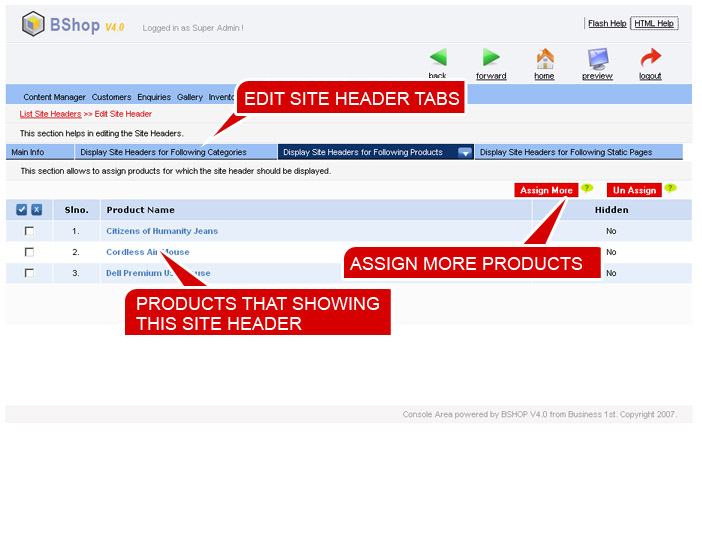 BShop V4.0
Logged in as Super Admin !
Flash Help
HTML Help
back
forward
home
preview
logout
Content Manager Customers Enquiries Gallery
EDIT SITE HEADER TABS
List Site Headers >> Edit Site Header
This section helps in editing the Site Headers.
Main Info
Display Site Headers for Following Categories
Display Site Headers for Following Products
Display Site Headers for Following Static Pages
This section allows to assign products for which the site header should be displayed.
Assign More ?
Un Assign ?
Slno. Product Name Hidden
1. Citizens of Humanity Jeans No
2. Cordless Air Mouse No
3. Dell Premium No
ASSIGN MORE PRODUCTS
PRODUCTS THAT SHOWING
THIS SITE HEADER
Console Area powered by BSHOP V4.0 from Business 1st. Copyright 2007.